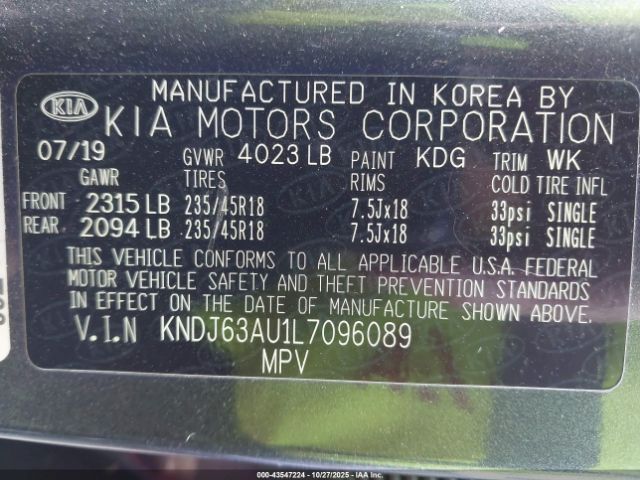 MANUFACTURED IN KOREA BY
KIA KIA MOTORS CORPORATION
07/19 GVWR 4023 LB PAINT KDG TRIM WK
GAWR TIRES RIMS COLD TIRE INFL
FRONT 2315 LB 235/45R18 7.5Jx18 33psi SINGLE
REAR 2094 LB 235/45R18 7.5Jx18 33psi SINGLE
THIS VEHICLE CONFORMS TO ALL APPLICABLE U.S.A. FEDERAL
MOTOR VEHICLE SAFETY AND THEFT PREVENTION STANDARDS
IN EFFECT ON THE DATE OF MANUFACTURE SHOWN ABOVE.
V.I.N KNDJ63AU1L7096089
MPV
000-43547224 - 10/27/2025 - IAAI.com